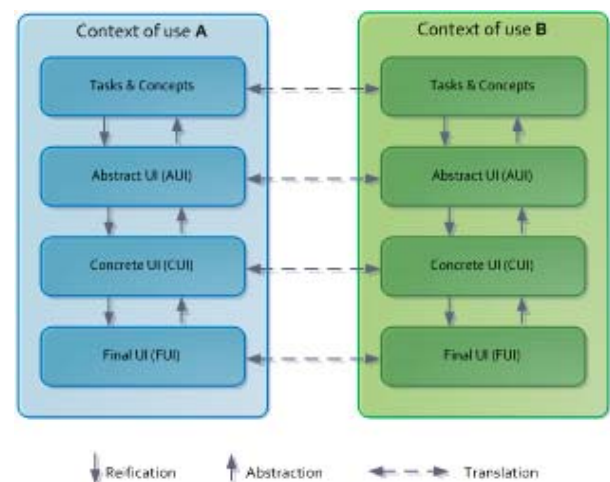 Context of use A
Tasks & Concepts
Abstract UI (AUI)
Concrete UI (CUI)
Final UI (FUI)
Context of use B
Tasks & Concepts
Abstract UI (AUI)
Concrete UI (CUI)
Final UI (FUI)
Reification Abstraction Translation